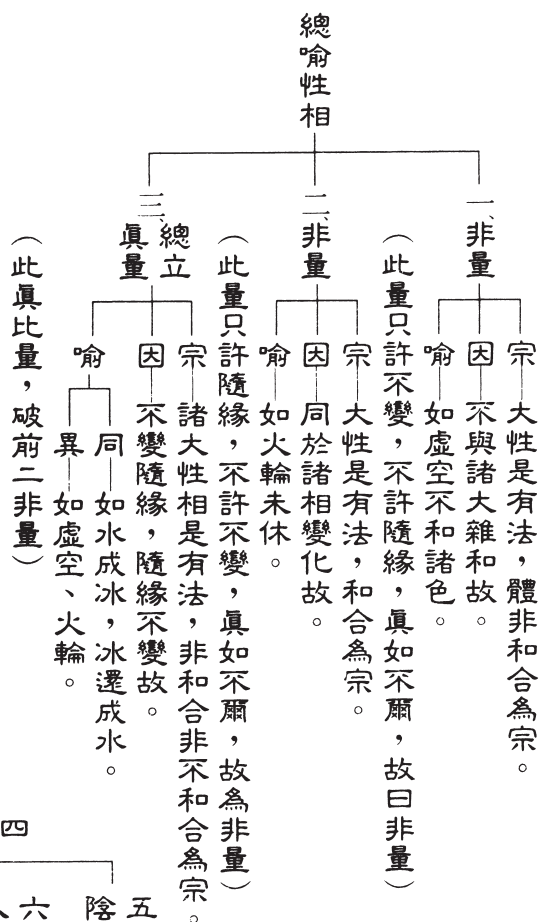 總喻性相
一、非量
宗 大性是有法，體非和合為宗。
因 不與諸大雜和故。
喻 如虛空不和諸色。
（此量只許不變，不許隨緣，眞如不爾，故曰非量）
二、非量
宗 大性是有法，和合為宗。
因 同於諸相變化故。
喻 如火輪未休。
（此量只許隨緣，不許不變，眞如不爾，故為非量）
三、總立
眞量
宗 諸大性相是有法，非和合非不和合為宗。
因 不變隨緣，隨緣不變故。
喻
同 如水成冰，冰還成水。
異 如虛空、火輪。
（此眞比量，破前二非量）
四
五
陰
六